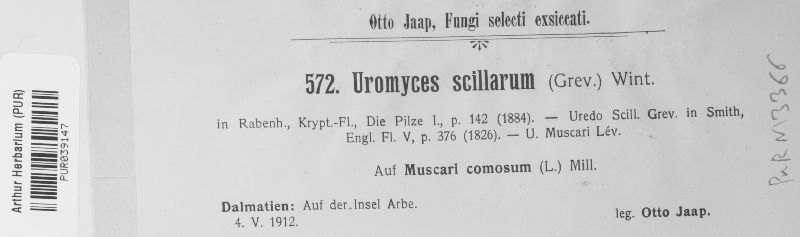 Otto Jaap, Fungi selecti exsiccati.
572. Uromyces scillarum (Grev.) Wint.
in Rabenh., Krypt.-Fl., Die Pilze I., p. 142 (1884). — Uredo Scill. Grev. in Smith,
Engl. Fl. V, p. 376 (1826). — U. Muscari Lév.
Auf Muscari comosum (L.) Mill.
Dalmatien: Auf der Insel Arbe.
4. V. 1912.
leg. Otto Jaap.
Arthur Herbarium (PUR)
PUR039147
PUR N13366